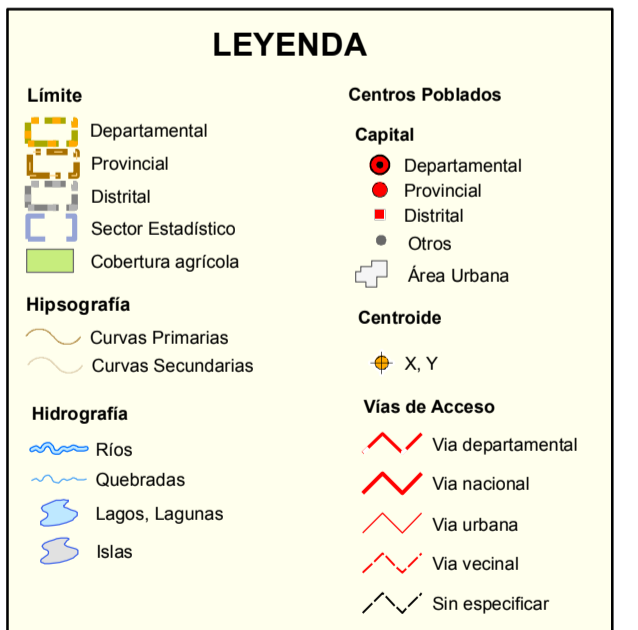 LEYENDA
Límite
Departamental
Provincial
Distrital
Sector Estadístico
Cobertura agrícola
Hipsografía
Curvas Primarias
Curvas Secundarias
Hidrografía
Ríos
Quebradas
Lagos, Lagunas
Islas
Centros Poblados
Capital
Departamental
Provincial
Distrital
Otros
Área Urbana
Centroide
X, Y
Vías de Acceso
Via departamental
Via nacional
Via urbana
Via vecinal
Sin especificar